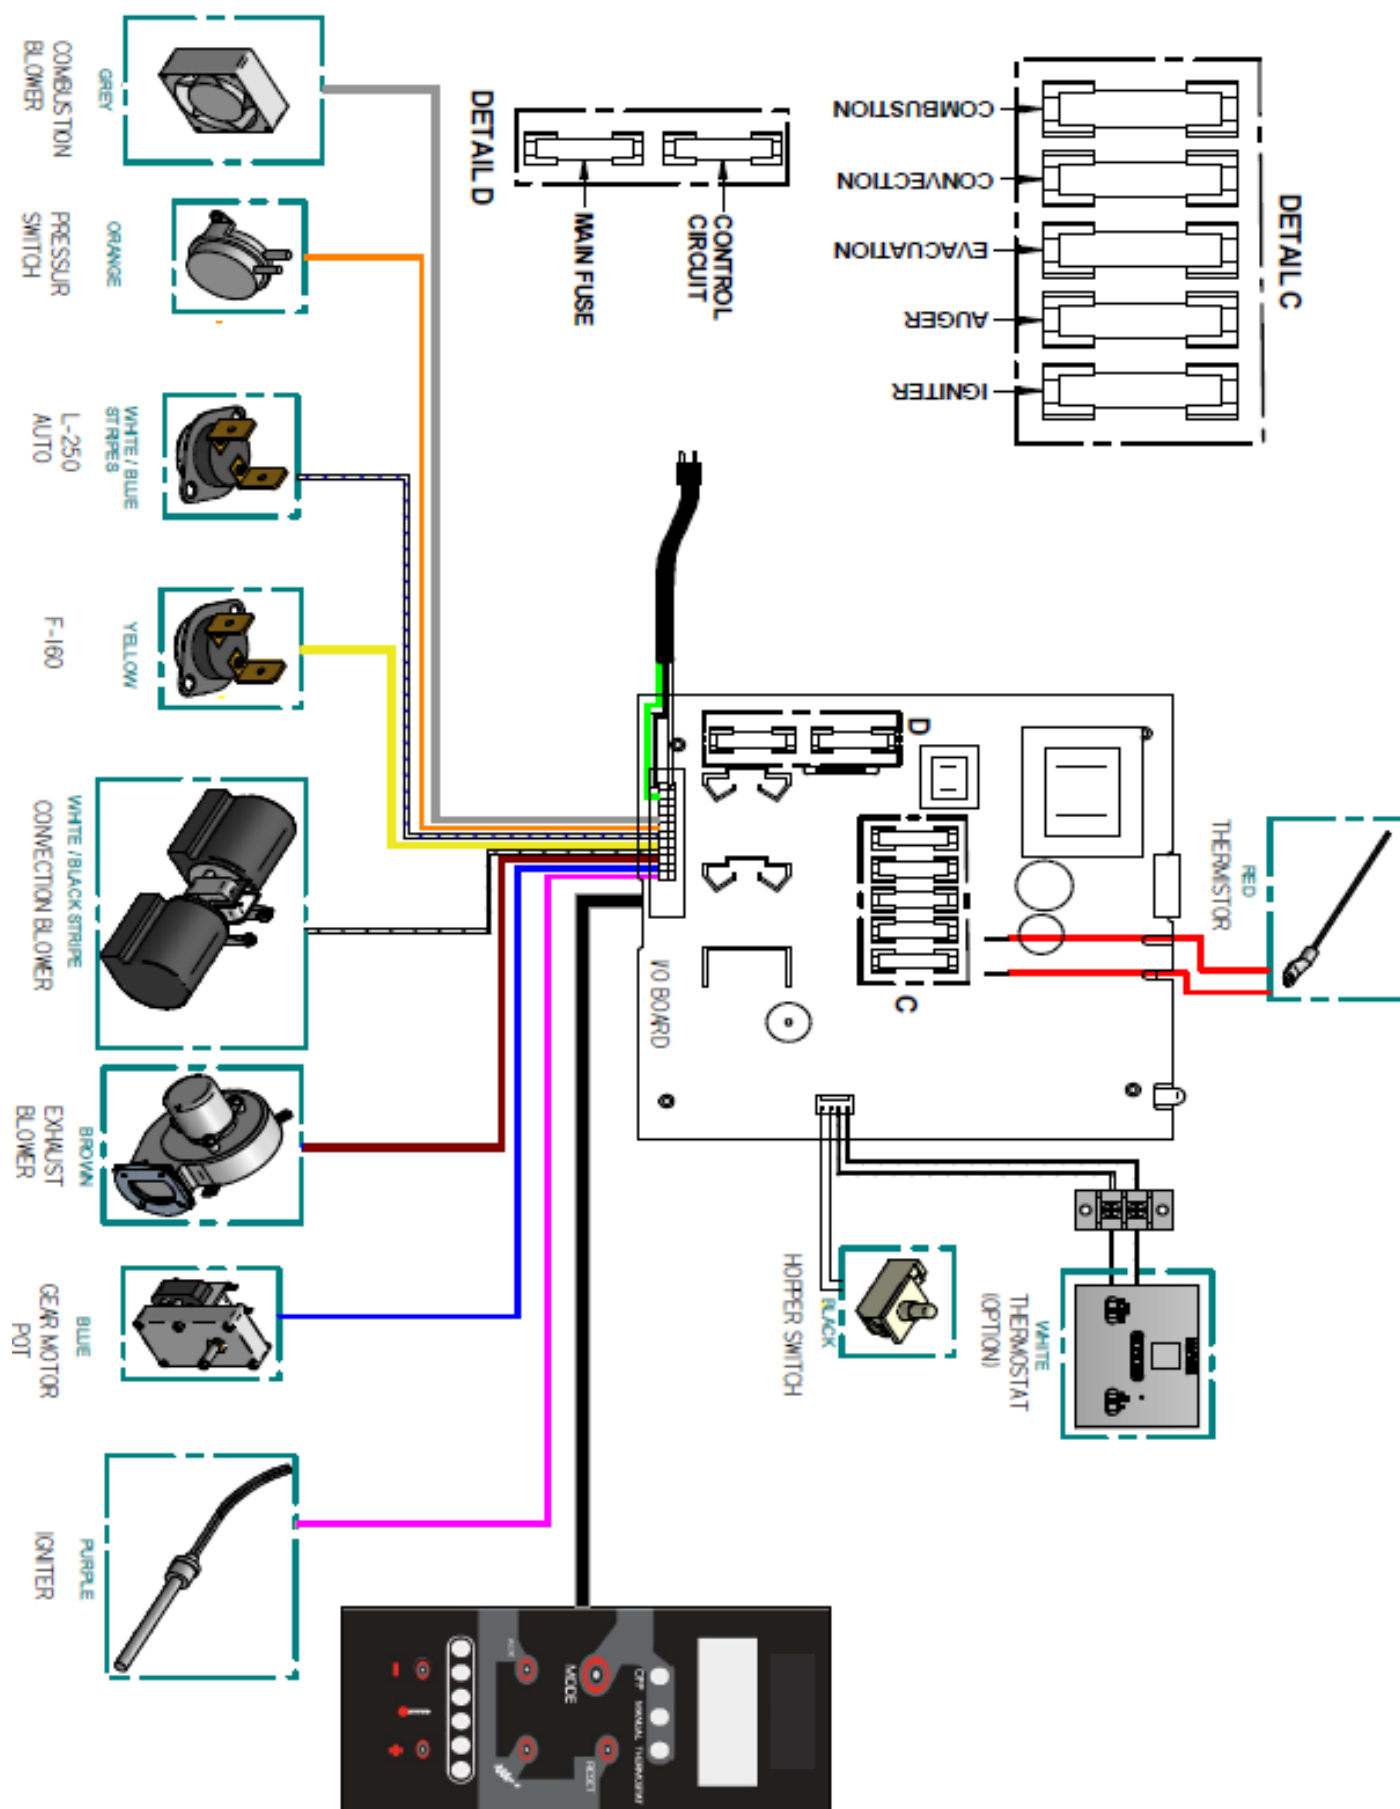 COMBUSTION
BLOWER
GREY
PRESSUR
SWITCH
ORANGE
L-250
AUTO
WHITE / BLUE
STRIPES
F-160
YELLOW
WHITE / BLACK STRIPE
CONVECTION BLOWER
EXHAUST
BLOWER
BROWN
GEAR MOTOR
POT
BLUE
IGNITER
PURPLE
DETAIL D
MAIN FUSE
CONTROL
CIRCUIT
DETAIL C
COMBUSTION
CONVECTION
EVACUATION
AUGER
IGNITER
D
C
I/O BOARD
RED
THERMISTOR
HOPPER SWITCH
BLACK
WHITE
THERMOSTAT
(OPTION)
OFF
MANUAL
THERMOSTAT
MODE
RESET
AUX